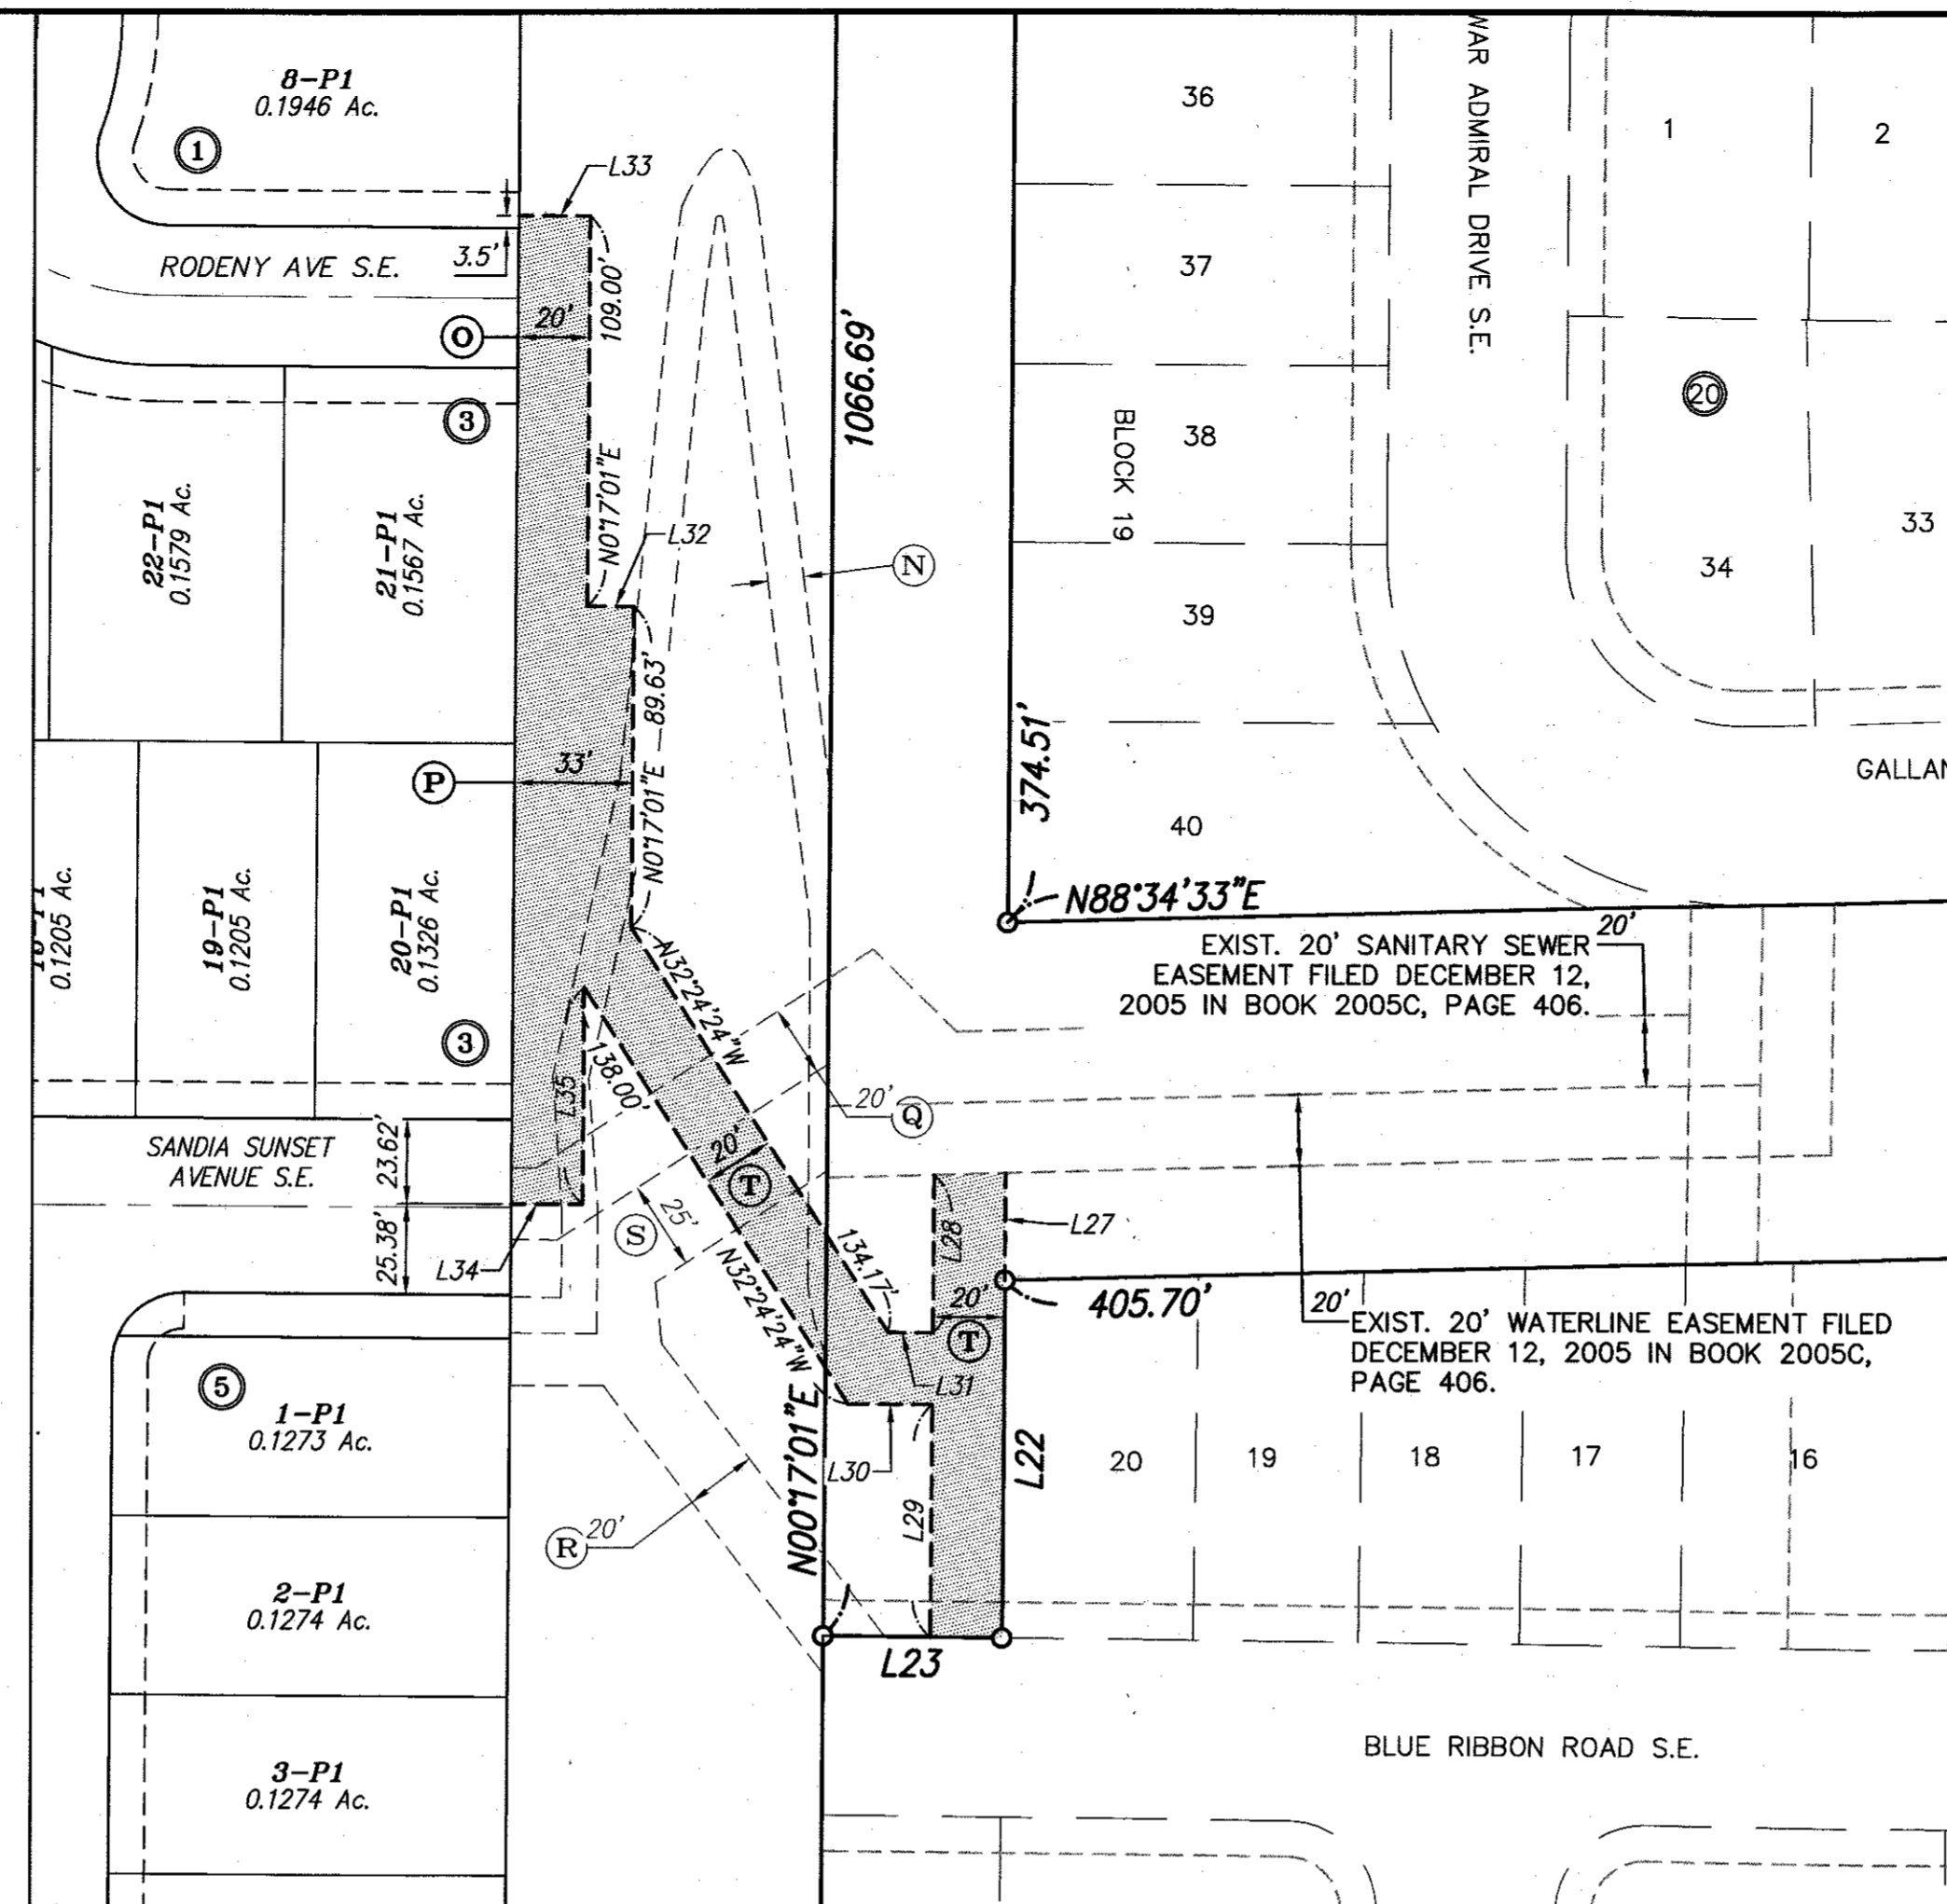 8-P1
0.1946 Ac.
1
L33
3.5'
RODENY AVE S.E.
O
20'
109.00'
N0°17'01"E
L32
3
22-P1
0.1579 Ac.
21-P1
0.1567 Ac.
N
1066.69'
36
37
38
39
40
BLOCK 19
WAR ADMIRAL DRIVE S.E.
1
2
20
33
34
P
33'
89.63'
N0°17'01"E
374.51'
0.1205 Ac.
19-P1
0.1205 Ac.
20-P1
0.1326 Ac.
3
N88°34'33"E
20'
EXIST. 20' SANITARY SEWER
EASEMENT FILED DECEMBER 12,
2005 IN BOOK 2005C, PAGE 406.
N32°24'24"W
138.00'
L35
20'
Q
SANDIA SUNSET
AVENUE S.E.
23.62'
25.38'
L34
20'
T
S
25'
N32°24'24"W
134.17'
L28
L27
20'
T
405.70'
20'
EXIST. 20' WATERLINE EASEMENT FILED
DECEMBER 12, 2005 IN BOOK 2005C,
PAGE 406.
L31
L30
L29
L22
N00°17'01"E
5
1-P1
0.1273 Ac.
R
20'
20
19
18
17
16
2-P1
0.1274 Ac.
L23
3-P1
0.1274 Ac.
BLUE RIBBON ROAD S.E.